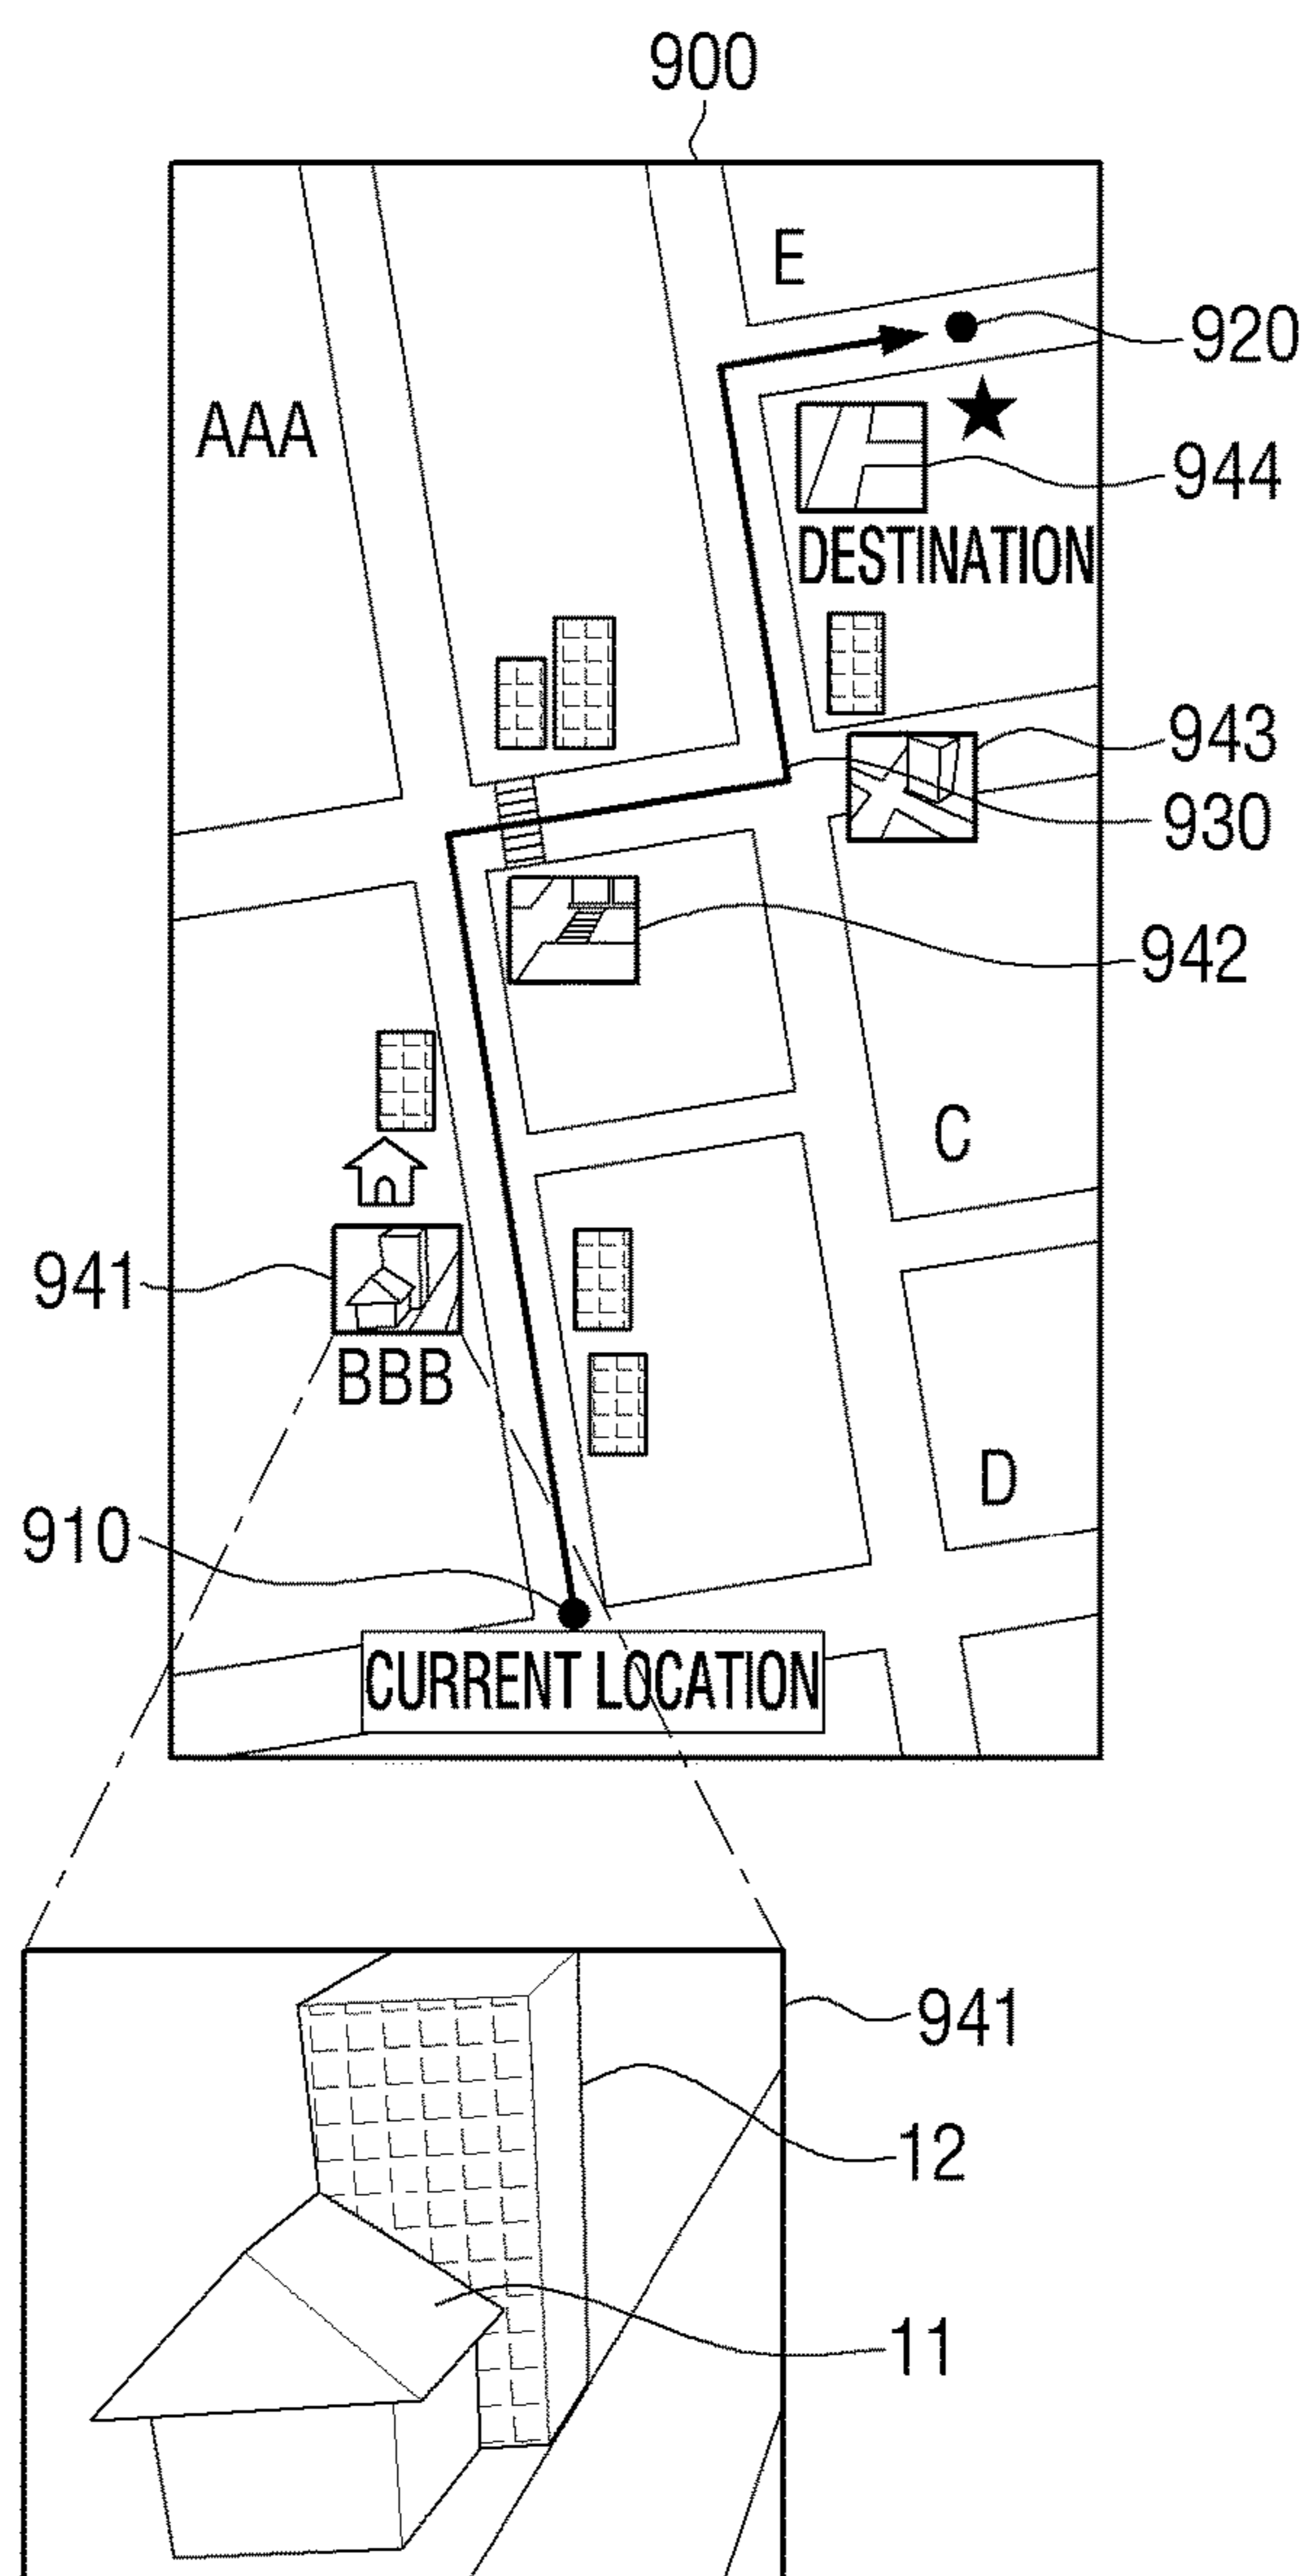 900
E
920
AAA
944
DESTINATION
943
930
942
C
941
BBB
D
910
CURRENT LOCATION
941
12
11